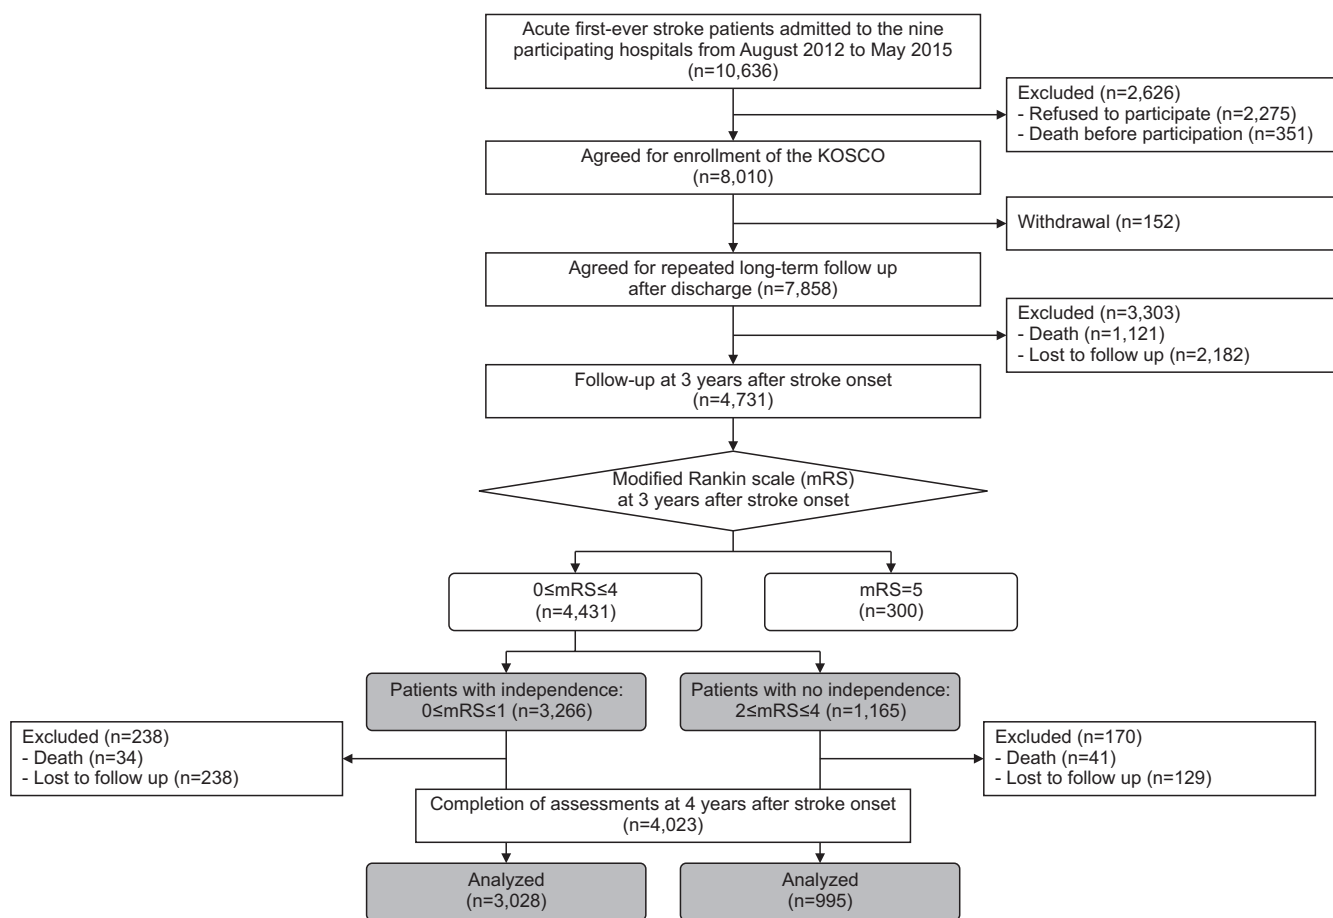 Acute first-ever stroke patients admitted to the nine
participating hospitals from August 2012 to May 2015
(n=10,636)
Excluded (n=2,626)
- Refused to participate (n=2,275)
- Death before participation (n=351)
Agreed for enrollment of the KOSCO
(n=8,010)
Withdrawal (n=152)
Agreed for repeated long-term follow up
after discharge (n=7,858)
Excluded (n=3,303)
- Death (n=1,121)
- Lost to follow up (n=2,182)
Follow-up at 3 years after stroke onset
(n=4,731)
Modified Rankin scale (mRS)
at 3 years after stroke onset
0≤mRS≤4
(n=4,431)
mRS=5
(n=300)
Patients with independence:
0≤mRS≤1 (n=3,266)
Patients with no independence:
2≤mRS≤4 (n=1,165)
Excluded (n=238)
- Death (n=34)
- Lost to follow up (n=238)
Excluded (n=170)
- Death (n=41)
- Lost to follow up (n=129)
Completion of assessments at 4 years after stroke onset
(n=4,023)
Analyzed
(n=3,028)
Analyzed
(n=995)